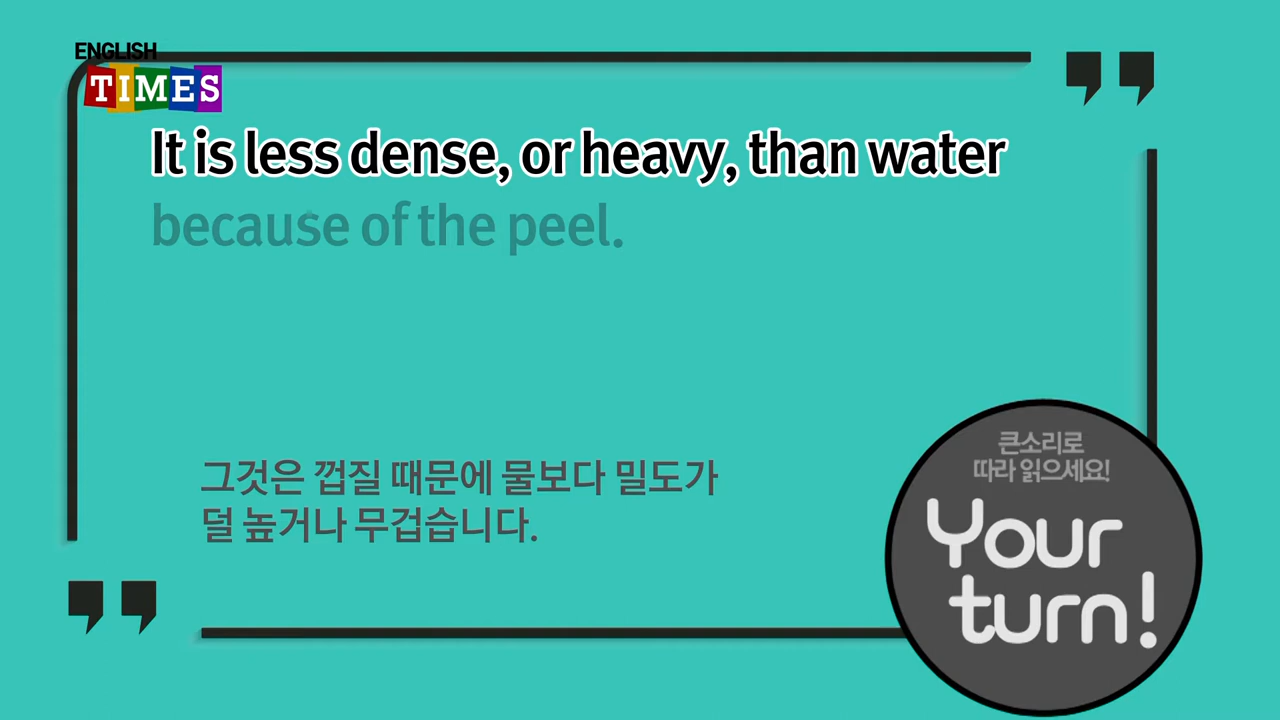 ENGLISH
TIMES
It is less dense, or heavy, than water
because of the peel.
그것은 껍질 때문에 물보다 밀도가
덜 높거나 무겁습니다.
큰소리로
따라 읽으세요!
Your
turn!